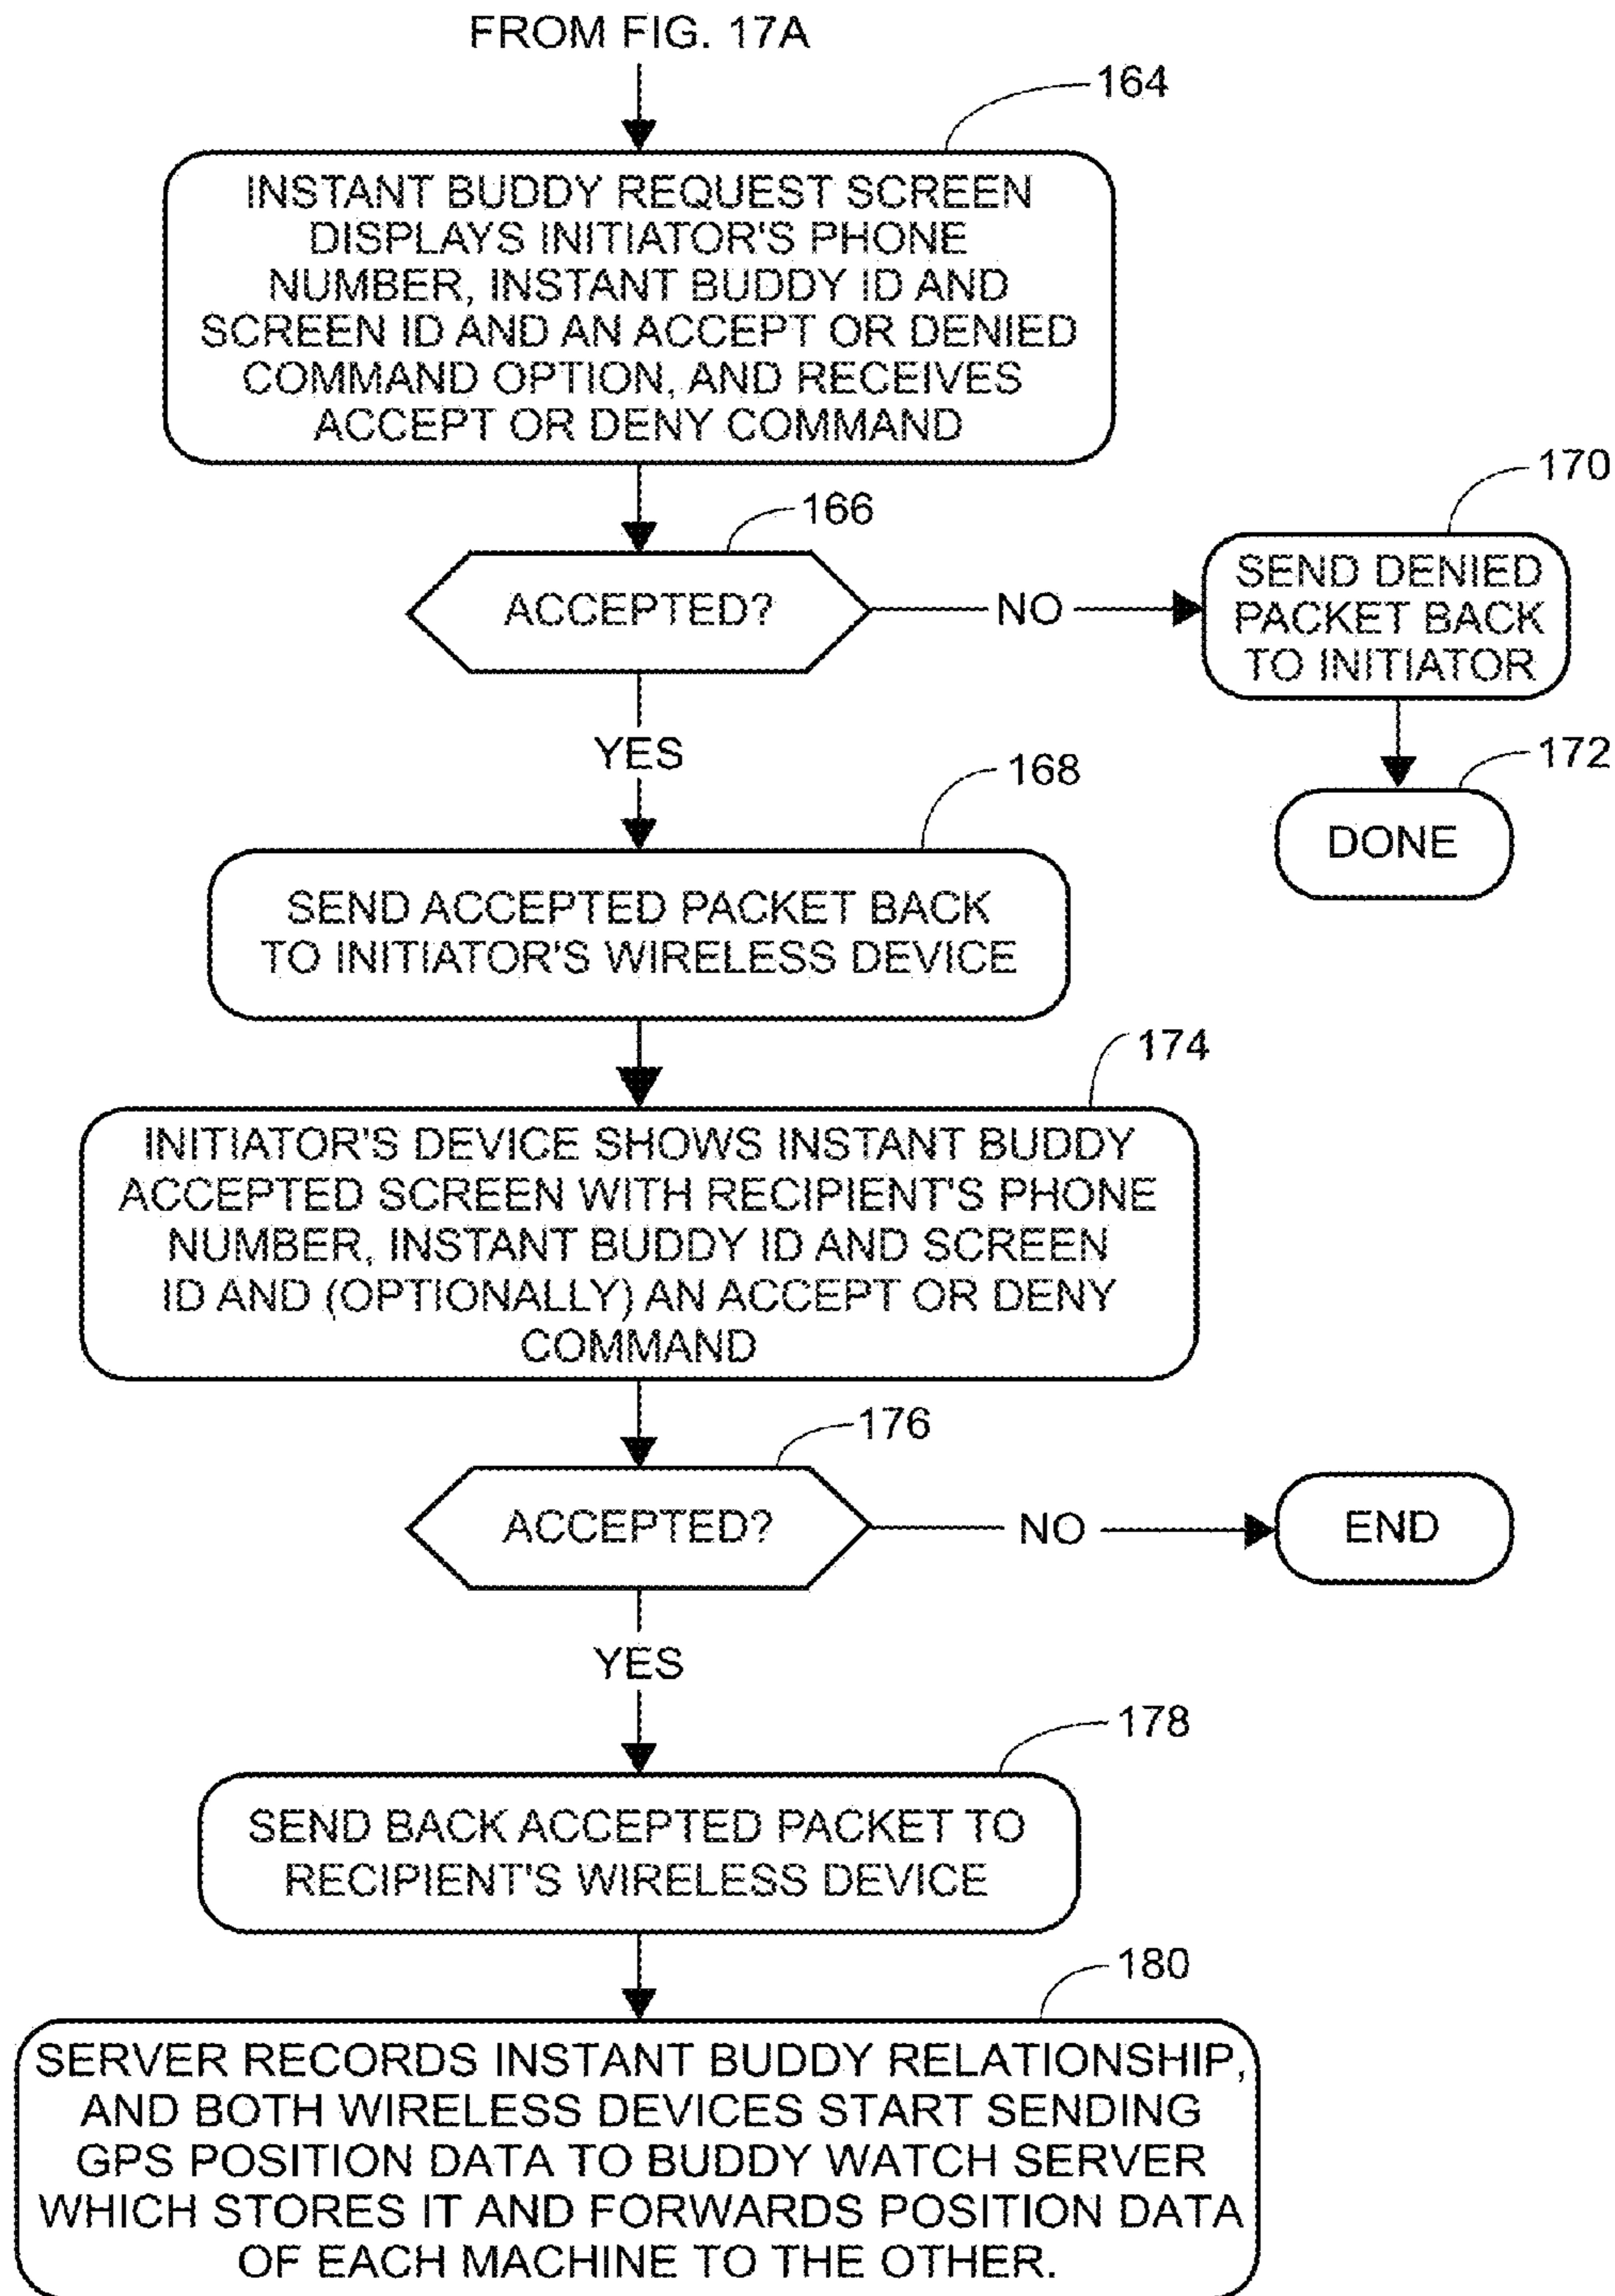 FROM FIG. 17A
164
INSTANT BUDDY REQUEST SCREEN
DISPLAYS INITIATOR'S PHONE
NUMBER, INSTANT BUDDY ID AND
SCREEN ID AND AN ACCEPT OR DENIED
COMMAND OPTION, AND RECEIVES
ACCEPT OR DENY COMMAND
166
ACCEPTED?
NO
170
SEND DENIED
PACKET BACK
TO INITIATOR
172
DONE
YES
168
SEND ACCEPTED PACKET BACK
TO INITIATOR'S WIRELESS DEVICE
174
INITIATOR'S DEVICE SHOWS INSTANT BUDDY
ACCEPTED SCREEN WITH RECIPIENT'S PHONE
NUMBER, INSTANT BUDDY ID AND SCREEN
ID AND (OPTIONALLY) AN ACCEPT OR DENY
COMMAND
176
ACCEPTED?
NO
END
YES
178
SEND BACK ACCEPTED PACKET TO
RECIPIENT'S WIRELESS DEVICE
180
SERVER RECORDS INSTANT BUDDY RELATIONSHIP,
AND BOTH WIRELESS DEVICES START SENDING
GPS POSITION DATA TO BUDDY WATCH SERVER
WHICH STORES IT AND FORWARDS POSITION DATA
OF EACH MACHINE TO THE OTHER.